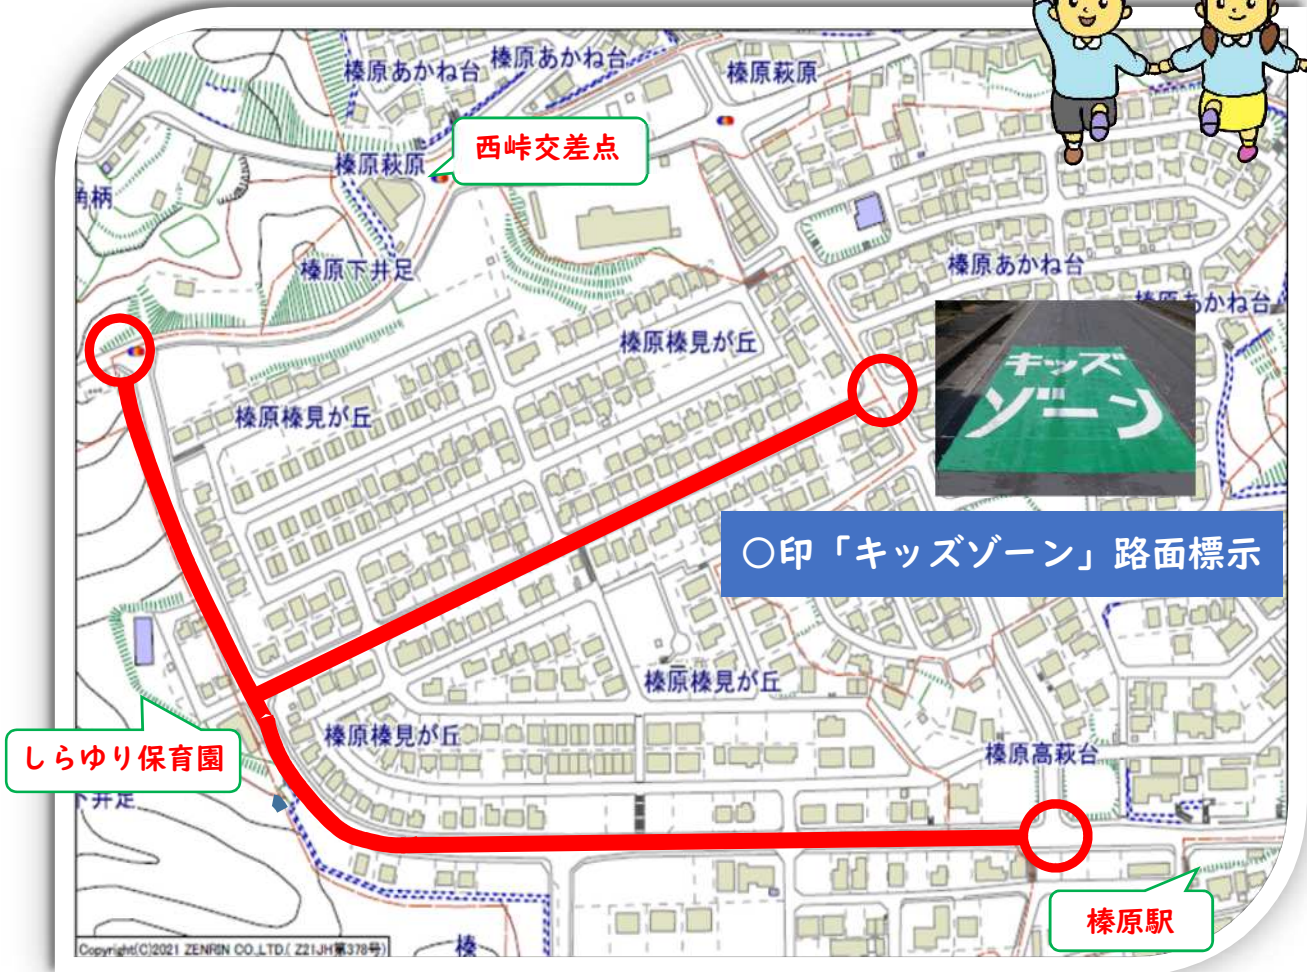 榛原あかね台
榛原あかね台
榛原萩原
西峠交差点
榛原萩原
角柄
榛原下井足
榛原あかね台
榛原あかね台
榛原榛見が丘
キッズ
ゾーン
榛原榛見が丘
○印「キッズゾーン」路面標示
榛原榛見が丘
榛原榛見が丘
しらゆり保育園
榛原高萩台
下井足
榛原駅
Copyright(C)2021 ZENRIN CO.,LTD.( Z21JH第378号)
榛